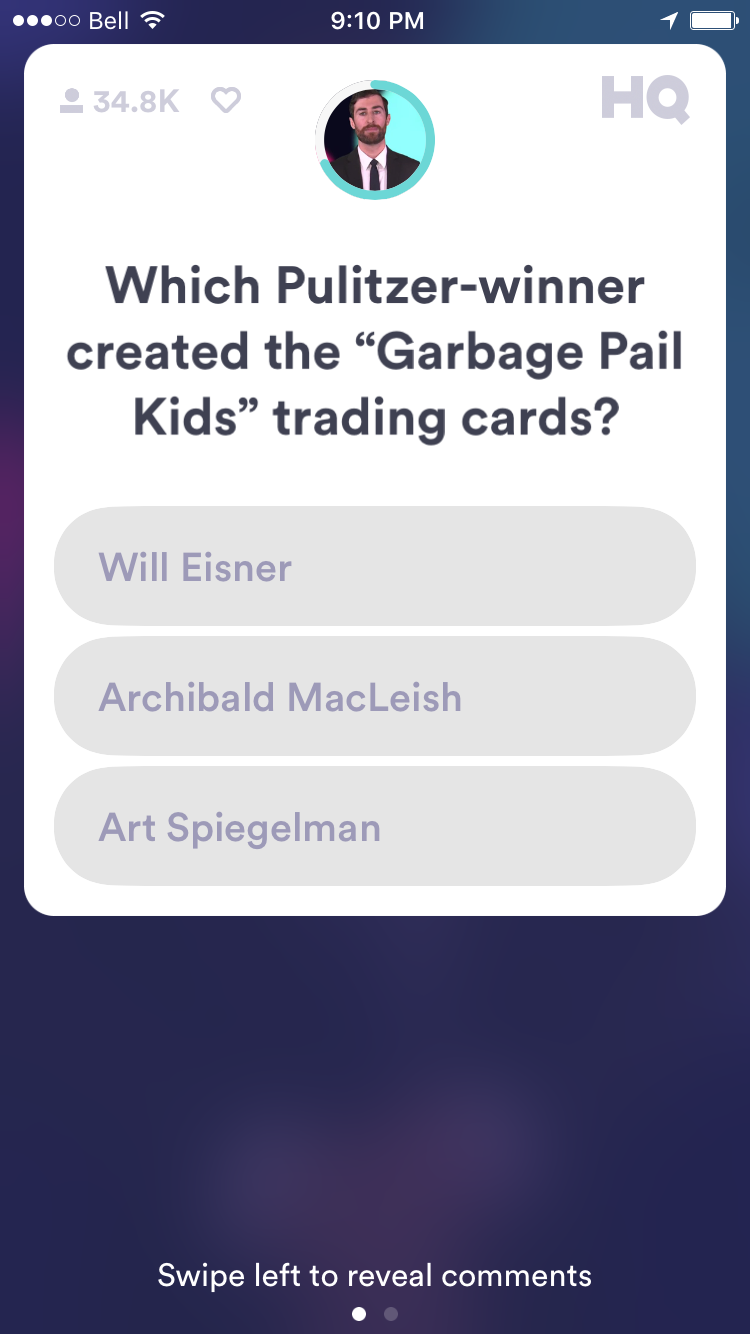 Bell 9:10 PM
34.8K HQ
Which Pulitzer-winner
created the “Garbage Pail
Kids” trading cards?
Will Eisner
Archibald MacLeish
Art Spiegelman
Swipe left to reveal comments